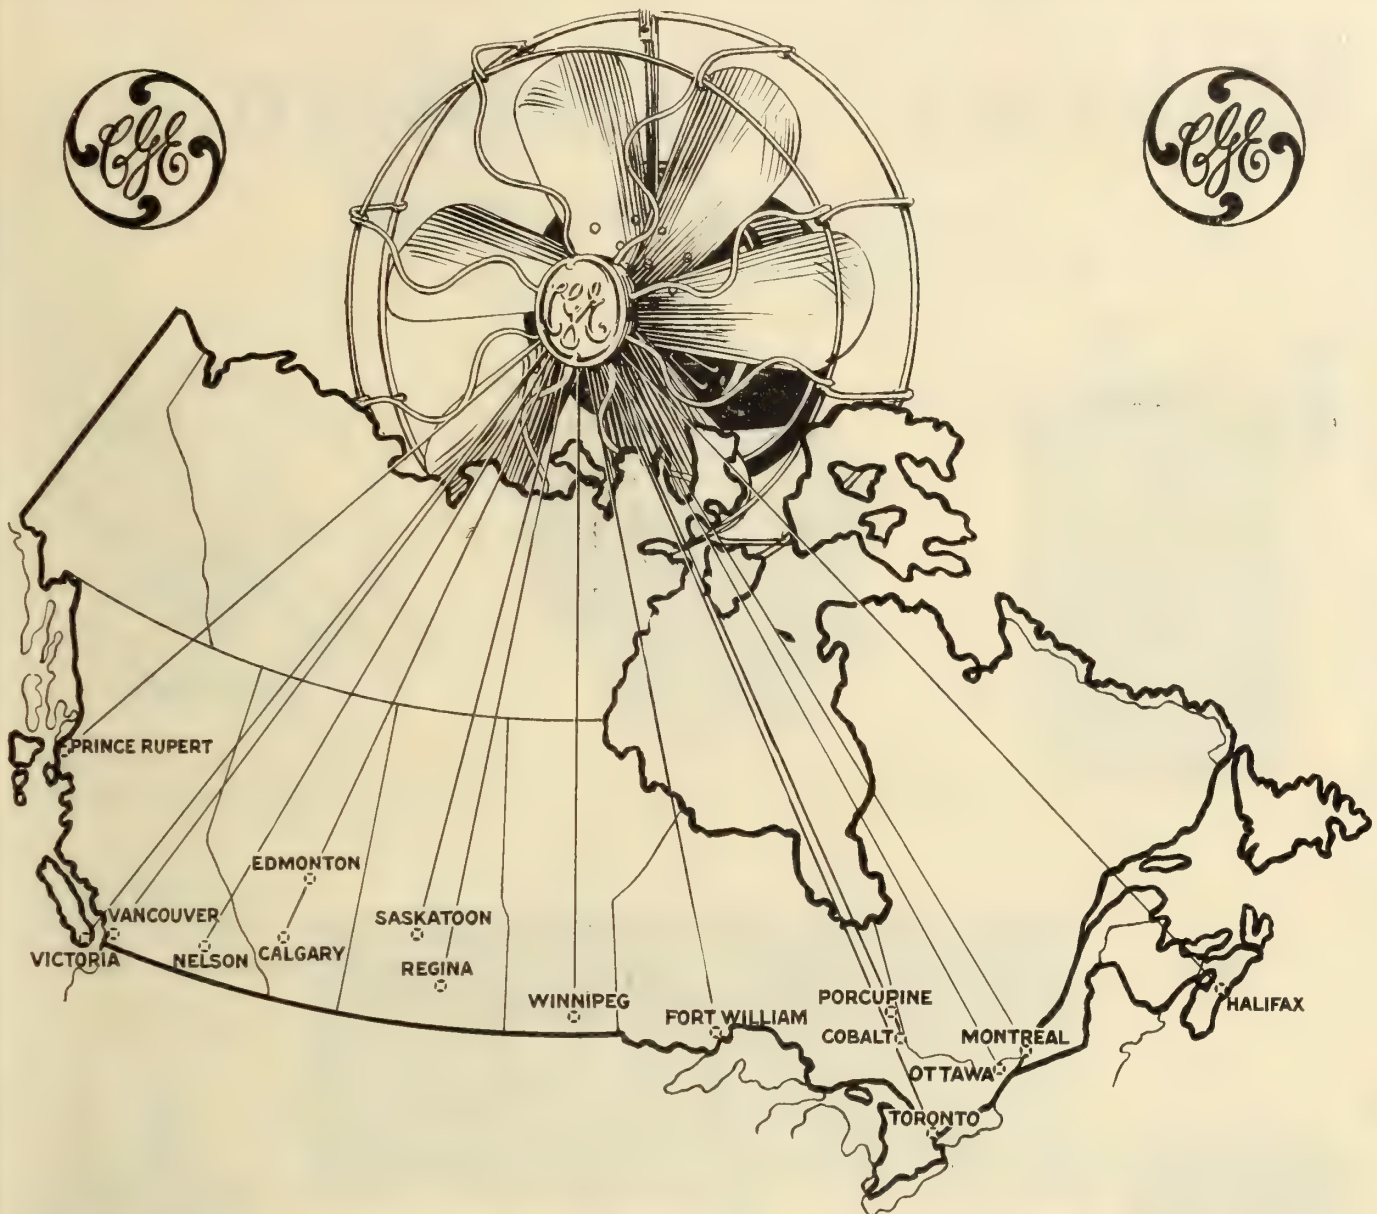 CGE
CGE
CGE
PRINCE RUPERT
EDMONTON
VANCOUVER
SASKATOON
VICTORIA
NELSON
CALGARY
REGINA
WINNIPEG
FORT WILLIAM
PORCUPINE
COBALT
MONTREAL
OTTAWA
TORONTO
HALIFAX